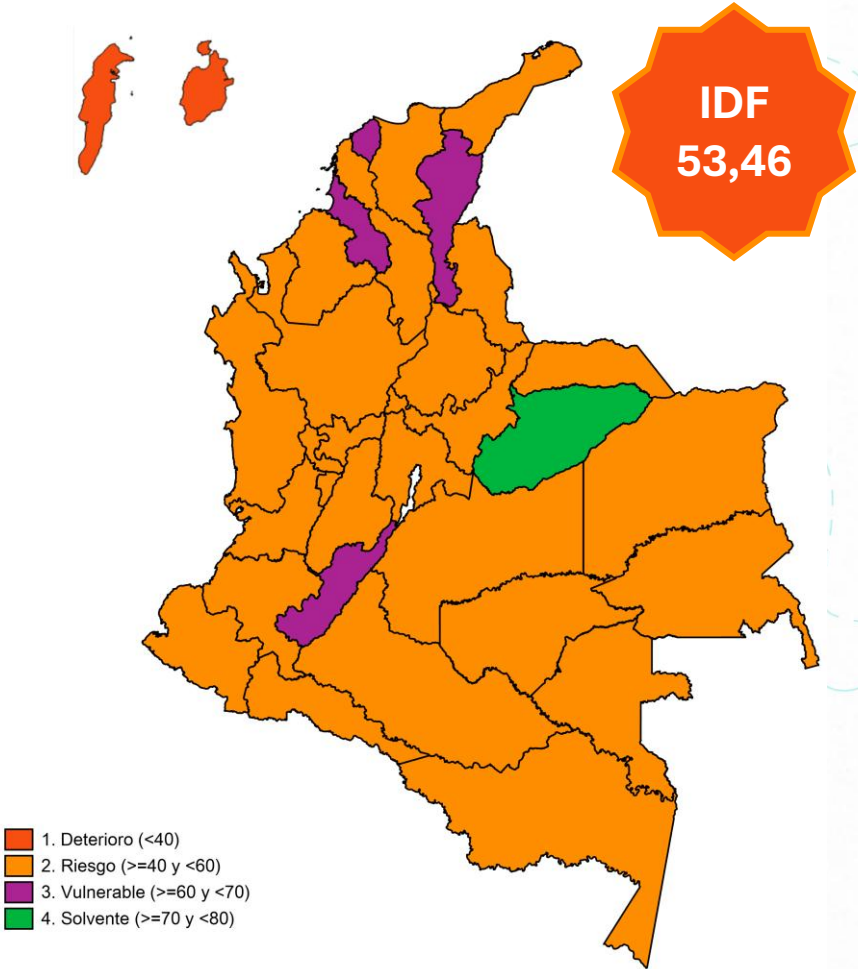 IDF
53,46
1. Deterioro (<40)
2. Riesgo (>=40 y <60)
3. Vulnerable (>=60 y <70)
4. Solvente (>=70 y <80)